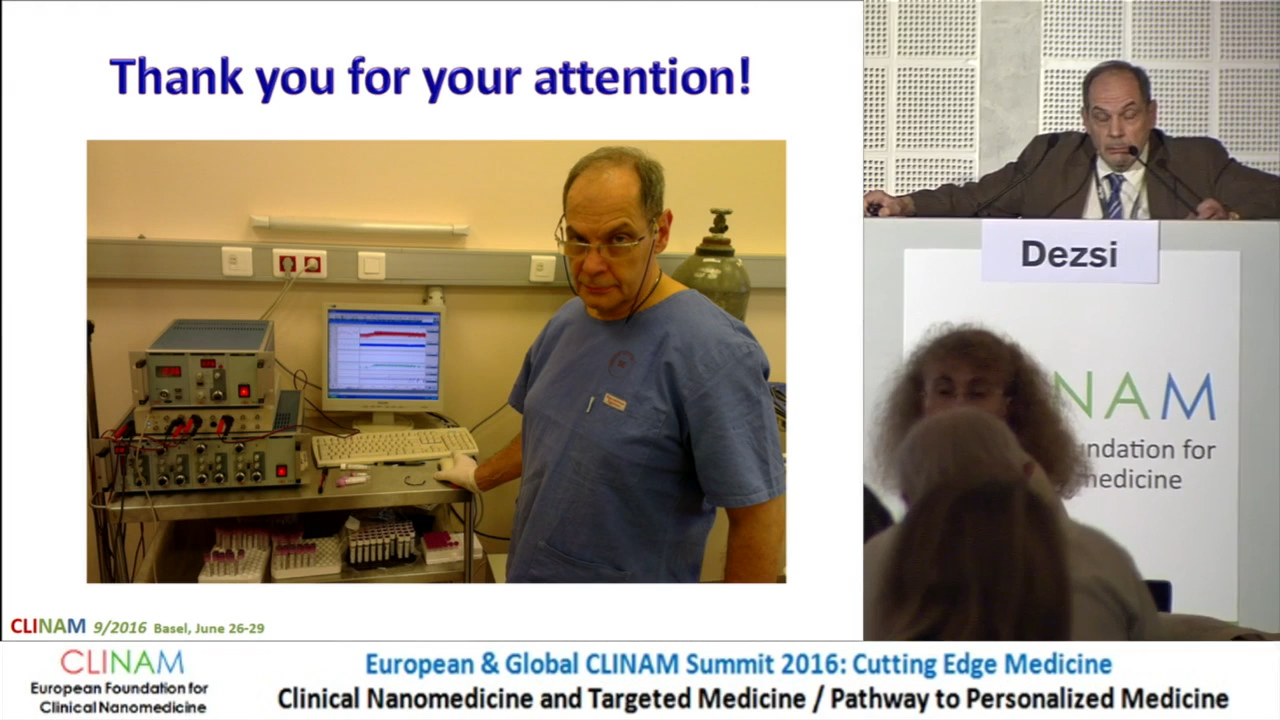 Thank you for your attention!
Dezsi
NAM
undation for
medicine
CLINAM 9/2016 Basel, June 26-29
CLINAM
European Foundation for
Clinical Nanomedicine
European & Global CLINAM Summit 2016: Cutting Edge Medicine
Clinical Nanomedicine and Targeted Medicine / Pathway to Personalized Medicine